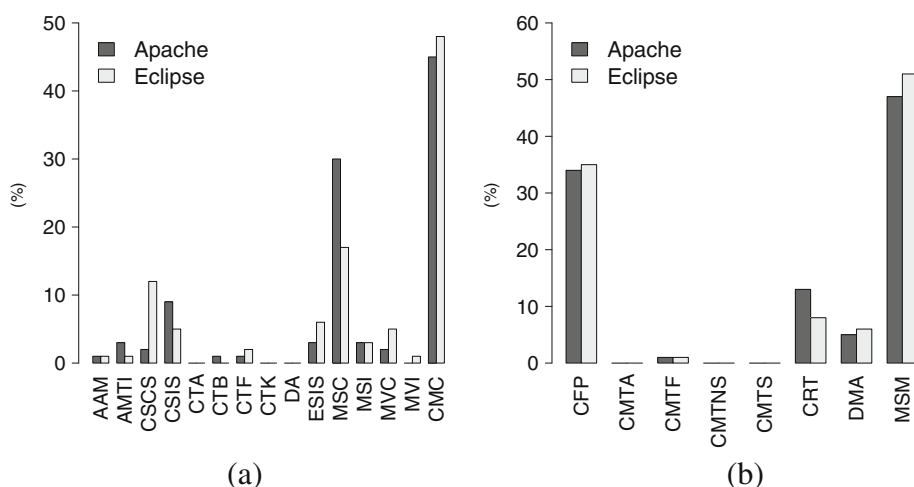 50
40
30
20
10
0
(%)
Apache
Eclipse
AAM
AMTI
CSCS
CSIS
CTA
CTB
CTF
CTK
DA
ESIS
MSC
MSI
MVC
MVI
CMC
(a)
60
50
40
30
20
10
0
(%)
Apache
Eclipse
CFP
CMTA
CMTF
CMTNS
CMTS
CRT
DMA
MSM
(b)